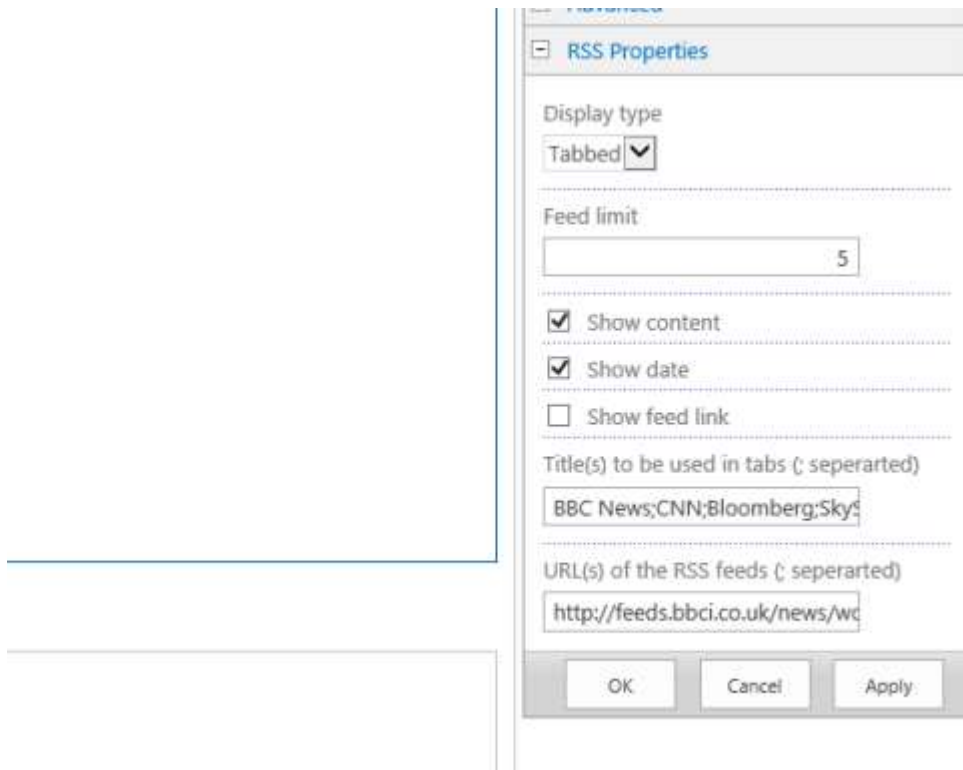 Advanced
RSS Properties
Display type
Tabbed
Feed limit
5
Show content
Show date
Show feed link
Title(s) to be used in tabs (; seperarted)
BBC News;CNN;Bloomberg;SkyS
URL(s) of the RSS feeds (; seperarted)
http://feeds.bbci.co.uk/news/wo
OK Cancel Apply